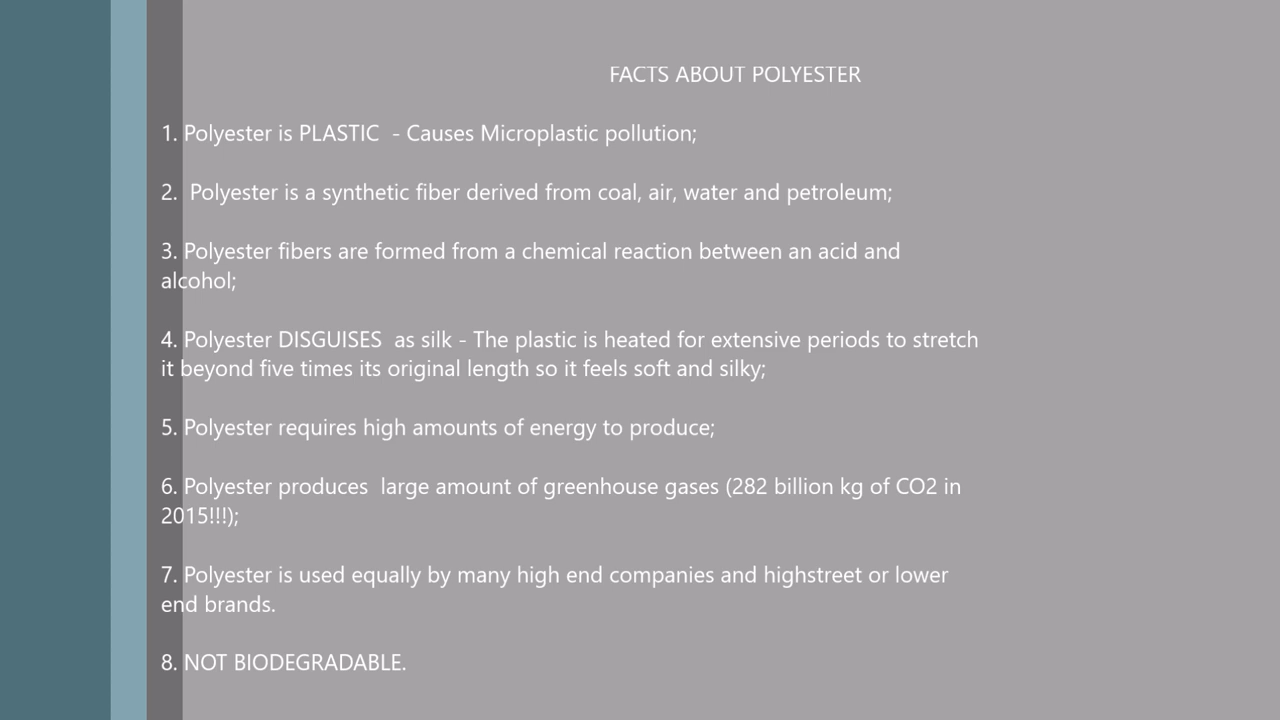 FACTS ABOUT POLYESTER
1. Polyester is PLASTIC  - Causes Microplastic pollution;
2.  Polyester is a synthetic fiber derived from coal, air, water and petroleum;
3. Polyester fibers are formed from a chemical reaction between an acid and
alcohol;
4. Polyester DISGUISES  as silk - The plastic is heated for extensive periods to stretch
it beyond five times its original length so it feels soft and silky;
5. Polyester requires high amounts of energy to produce;
6. Polyester produces  large amount of greenhouse gases (282 billion kg of CO2 in
2015!!!);
7. Polyester is used equally by many high end companies and highstreet or lower
end brands.
8. NOT BIODEGRADABLE.